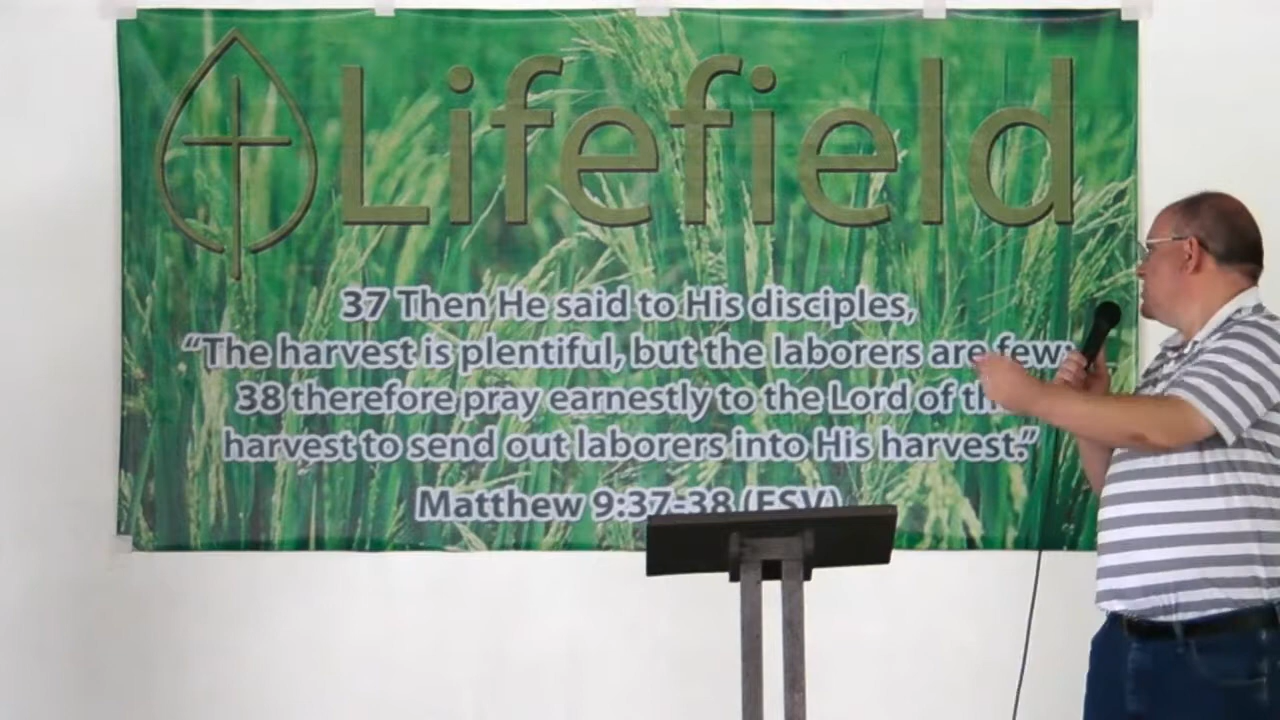 Lifefield
37 Then He said to His disciples,
“The harvest is plentiful, but the laborers are few;
38 therefore pray earnestly to the Lord of the
harvest to send out laborers into His harvest.”
Matthew 9:37-38 (ESV)